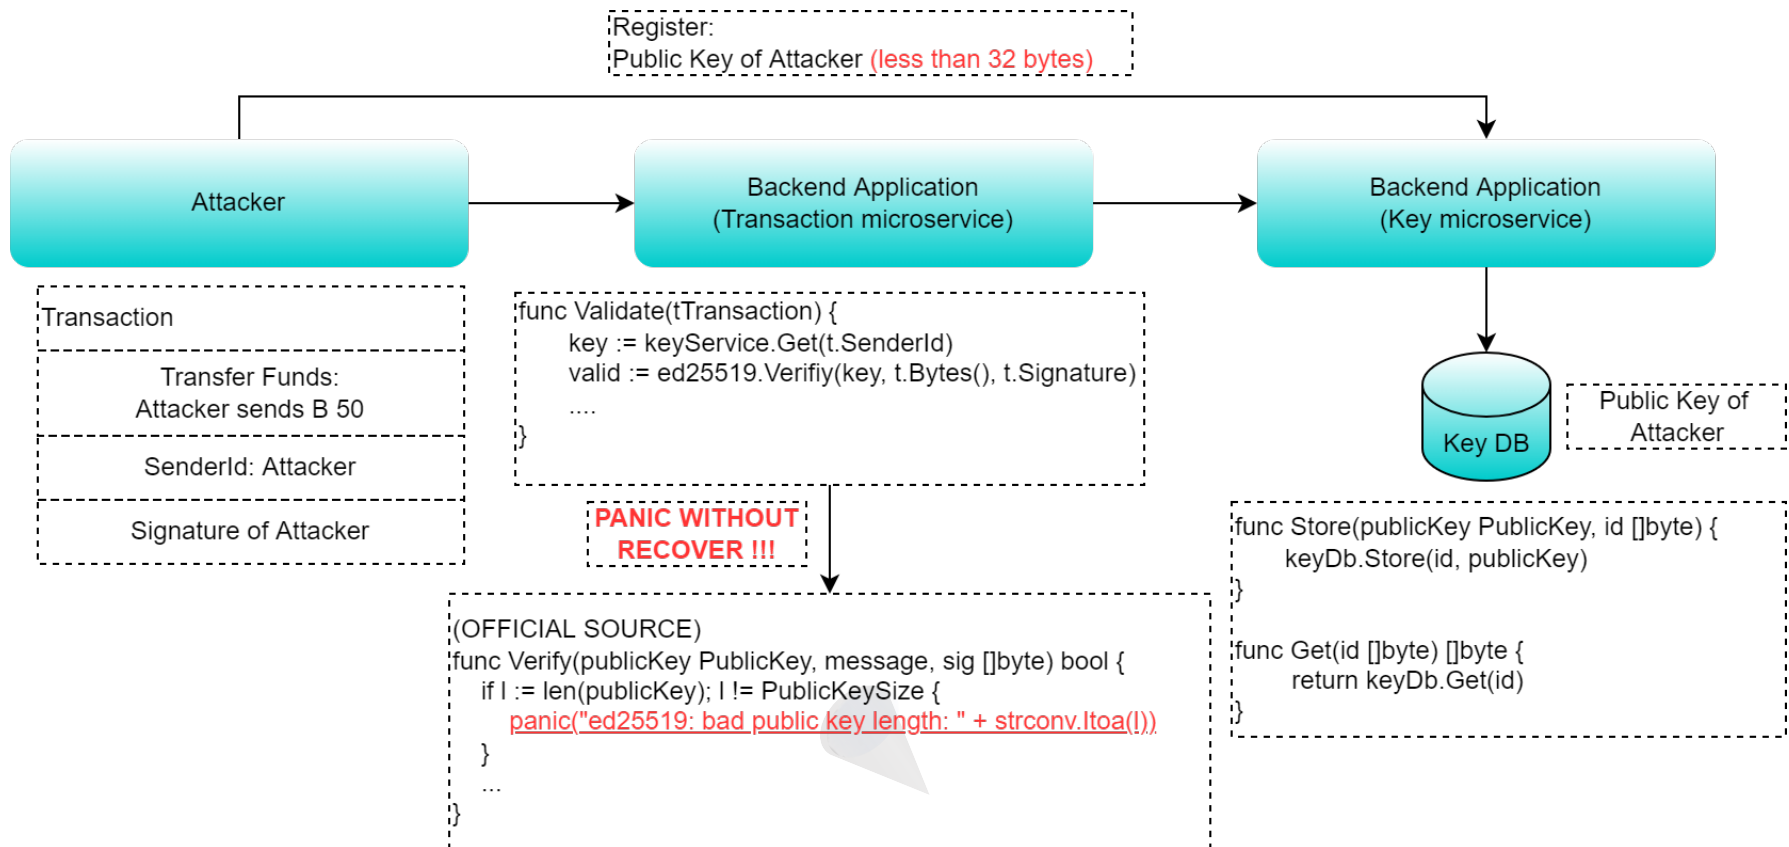 Register:
Public Key of Attacker (less than 32 bytes)
Attacker
Backend Application
(Transaction microservice)
Backend Application
(Key microservice)
Transaction
Transfer Funds:
Attacker sends B 50
SenderId: Attacker
Signature of Attacker
func Validate(tTransaction) {
key := keyService.Get(t.SenderId)
valid := ed25519.Verifiy(key, t.Bytes(), t.Signature)
....
}
PANIC WITHOUT
RECOVER !!!
(OFFICIAL SOURCE)
func Verify(publicKey PublicKey, message, sig []byte) bool {
if l := len(publicKey); l != PublicKeySize {
panic("ed25519: bad public key length: " + strconv.Itoa(l))
}
...
}
Key DB
Public Key of
Attacker
func Store(publicKey PublicKey, id []byte) {
keyDb.Store(id, publicKey)
}
func Get(id []byte) []byte {
return keyDb.Get(id)
}